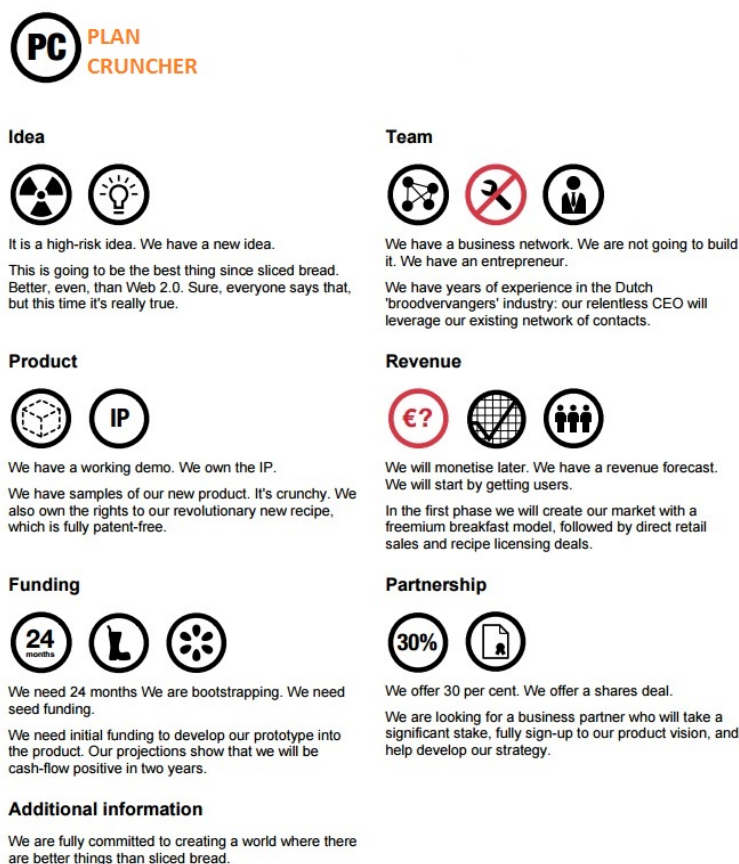 PC
PLAN
CRUNCHER
Idea
It is a high-risk idea. We have a new idea.
This is going to be the best thing since sliced bread.
Better, even, than Web 2.0. Sure, everyone says that,
but this time it's really true.
Team
We have a business network. We are not going to build
it. We have an entrepreneur.
We have years of experience in the Dutch
'broodvervangers' industry: our relentless CEO will
leverage our existing network of contacts.
Product
IP
We have a working demo. We own the IP.
We have samples of our new product. It's crunchy. We
also own the rights to our revolutionary new recipe,
which is fully patent-free.
Revenue
€?
We will monetise later. We have a revenue forecast.
We will start by getting users.
In the first phase we will create our market with a
freemium breakfast model, followed by direct retail
sales and recipe licensing deals.
Funding
24
months
We need 24 months We are bootstrapping. We need
seed funding.
We need initial funding to develop our prototype into
the product. Our projections show that we will be
cash-flow positive in two years.
Partnership
30%
We offer 30 per cent. We offer a shares deal.
We are looking for a business partner who will take a
significant stake, fully sign-up to our product vision, and
help develop our strategy.
Additional information
We are fully committed to creating a world where there
are better things than sliced bread.